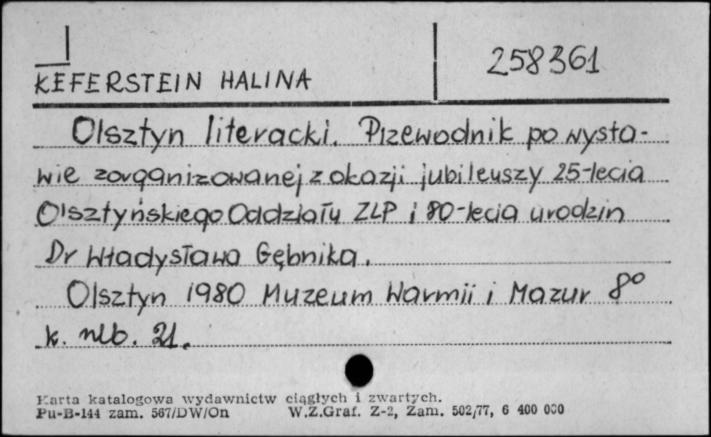 258361
KEFERSTEIN HALINA
Olsztyn literacki. Przewodnik po wysta-
wie zorganizowanej z okazji jubileuszy 25-lecia
Olsztyńskiego Oddziału ZLP i 80-lecia urodzin
Dr Władysława Gębnika.
Olsztyn 1980 Muzeum Warmii i Mazur 8°
k. nlb. 21.
Karta katalogowa wydawnictw ciągłych i zwartych.
Pu-B-144 zam. 567/DW/On W.Z.Graf. Z-2, Zam. 502/77, 6 400 000